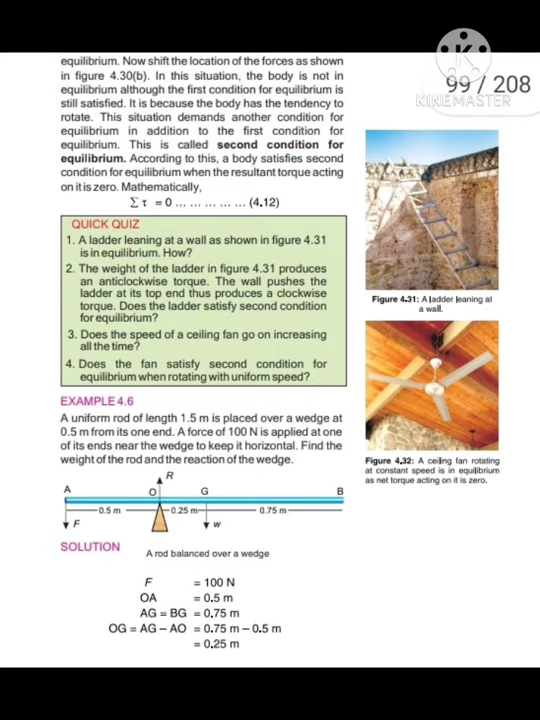 equilibrium. Now shift the location of the forces as shown
in figure 4.30(b). In this situation, the body is not in
equilibrium although the first condition for equilibrium is
still satisfied. It is because the body has the tendency to
rotate. This situation demands another condition for
equilibrium in addition to the first condition for
equilibrium. This is called second condition for
equilibrium. According to this, a body satisfies second
condition for equilibrium when the resultant torque acting
on it is zero. Mathematically,
∑ τ = 0 ... ... ... ... ... (4.12)
QUICK QUIZ
1. A ladder leaning at a wall as shown in figure 4.31
is in equilibrium. How?
2. The weight of the ladder in figure 4.31 produces
an anticlockwise torque. The wall pushes the
ladder at its top end thus produces a clockwise
torque. Does the ladder satisfy second condition
for equilibrium?
3. Does the speed of a ceiling fan go on increasing
all the time?
4. Does the fan satisfy second condition for
equilibrium when rotating with uniform speed?
EXAMPLE 4.6
A uniform rod of length 1.5 m is placed over a wedge at
0.5 m from its one end. A force of 100 N is applied at one
of its ends near the wedge to keep it horizontal. Find the
weight of the rod and the reaction of the wedge.
R
A O G B
0.5 m 0.25 m 0.75 m
F w
SOLUTION
A rod balanced over a wedge
F = 100 N
OA = 0.5 m
AG = BG = 0.75 m
OG = AG – AO = 0.75 m – 0.5 m
= 0.25 m
99 / 208
KINEMASTER
Figure 4.31: A ladder leaning at
a wall.
Figure 4.32: A ceiling fan rotating
at constant speed is in equilibrium
as net torque acting on it is zero.